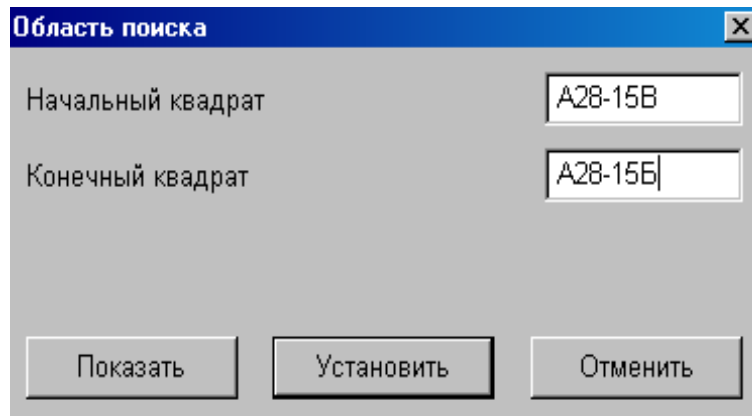 Область поиска
Начальный квадрат А28-15В
Конечный квадрат А28-15Б
Показать Установить Отменить